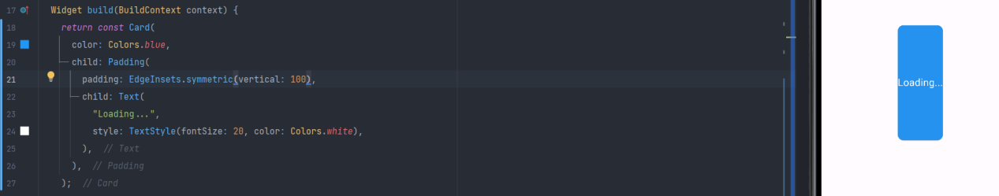 17 Widget build(BuildContext context) {
18 return const Card(
19 color: Colors.blue,
20 child: Padding(
21 padding: EdgeInsets.symmetric(vertical: 100),
22 child: Text(
23 "Loading...",
24 style: TextStyle(fontSize: 20, color: Colors.white),
25 ), // Text
26 ), // Padding
27 ); // Card
Loading...